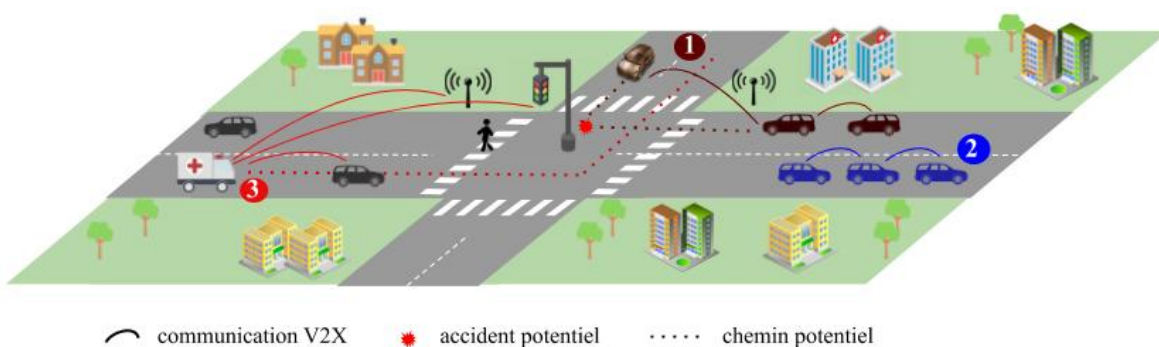 1
2
3
communication V2X
accident potentiel
chemin potentiel